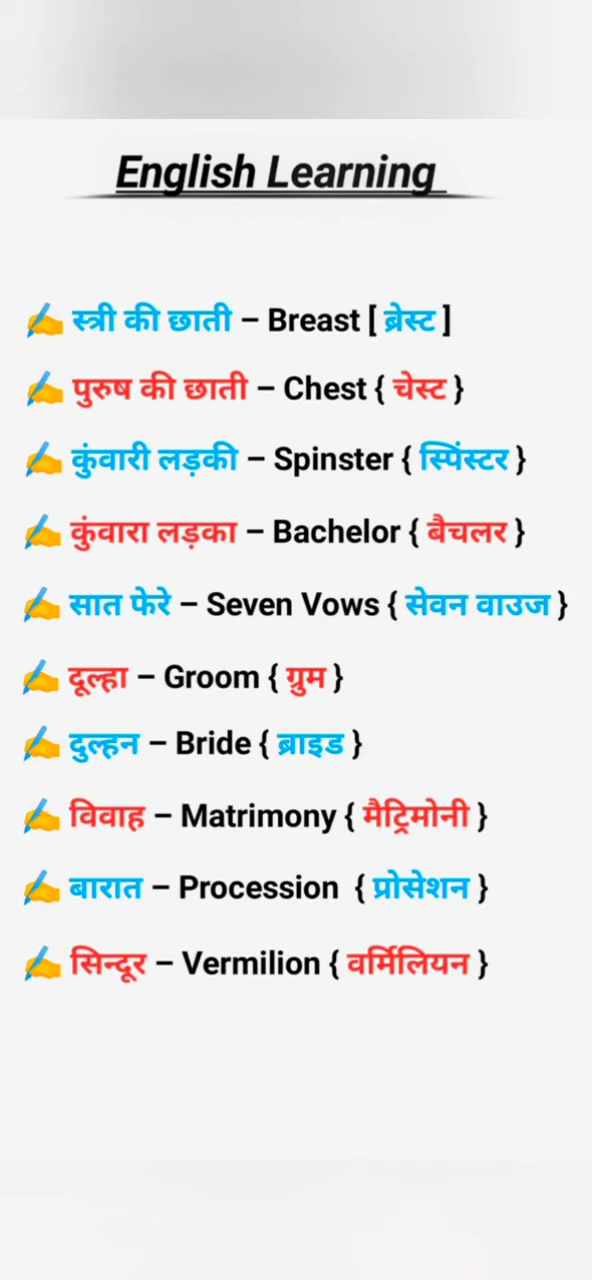 English Learning
✍️ स्त्री की छाती – Breast [ ब्रेस्ट ]
✍️ पुरुष की छाती – Chest { चेस्ट }
✍️ कुंवारी लड़की – Spinster { स्पिंस्टर }
✍️ कुंवारा लड़का – Bachelor { बैचलर }
✍️ सात फेरे – Seven Vows { सेवन वाउज }
✍️ दूल्हा – Groom { ग्रुम }
✍️ दुल्हन – Bride { ब्राइड }
✍️ विवाह – Matrimony { मैट्रिमोनी }
✍️ बारात – Procession { प्रोसेशन }
✍️ सिन्दूर – Vermilion { वर्मिलियन }